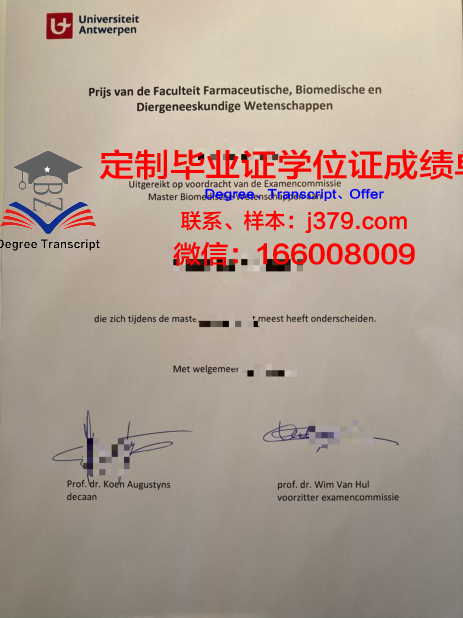 Universiteit
Antwerpen
Prijs van de Faculteit Farmaceutische, Biomedische en
Diergeneeskundige Wetenschappen
定制毕业证学位证成绩单
Uitgereikt op voordracht van de Examencommissie
Degree、Transcript、Offer
Master Biomedische Wetenschappen aan
联系、样本：j379.com
Degree Transcript
微信：166008009
die zich tijdens de meest heeft onderscheiden.
Met
Prof. dr. Koen Augustyns
decaan
prof. dr. Wim Van Hul
voorzitter examencommissie